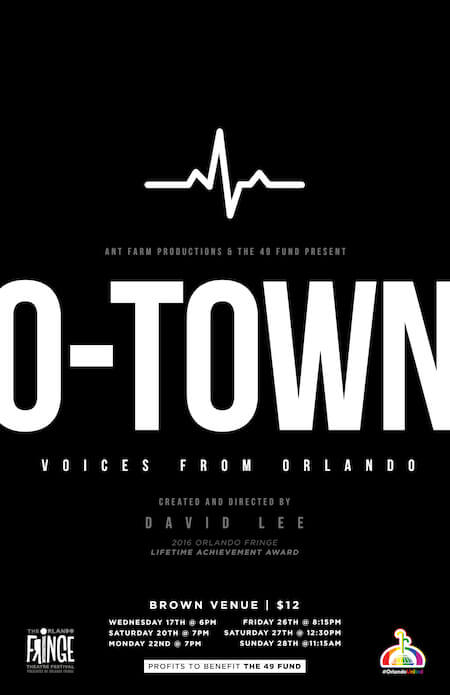 ANT FARM PRODUCTIONS & THE 49 FUND PRESENT
O-TOWN
VOICES FROM ORLANDO
CREATED AND DIRECTED BY
DAVID LEE
2016 ORLANDO FRINGE
LIFETIME ACHIEVEMENT AWARD
BROWN VENUE | $12
WEDNESDAY 17TH @ 6PM
SATURDAY 20TH @ 7PM
MONDAY 22ND @ 7PM
FRIDAY 26TH @ 8:15PM
SATURDAY 27TH @ 12:30PM
SUNDAY 28TH @11:15AM
PROFITS TO BENEFIT THE 49 FUND
THE ORLANDO
FRINGE
THEATRE FESTIVAL
#OrlandoUnited